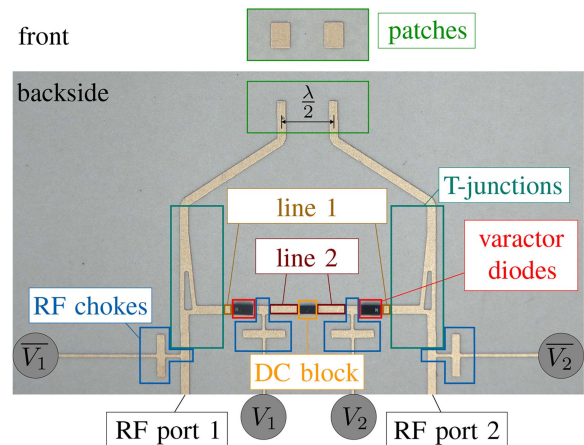 front
patches
backside
λ/2
T-junctions
line 1
varactor
diodes
line 2
RF chokes
V̅₁
V̅₂
DC block
RF port 1
V₁
V₂
RF port 2